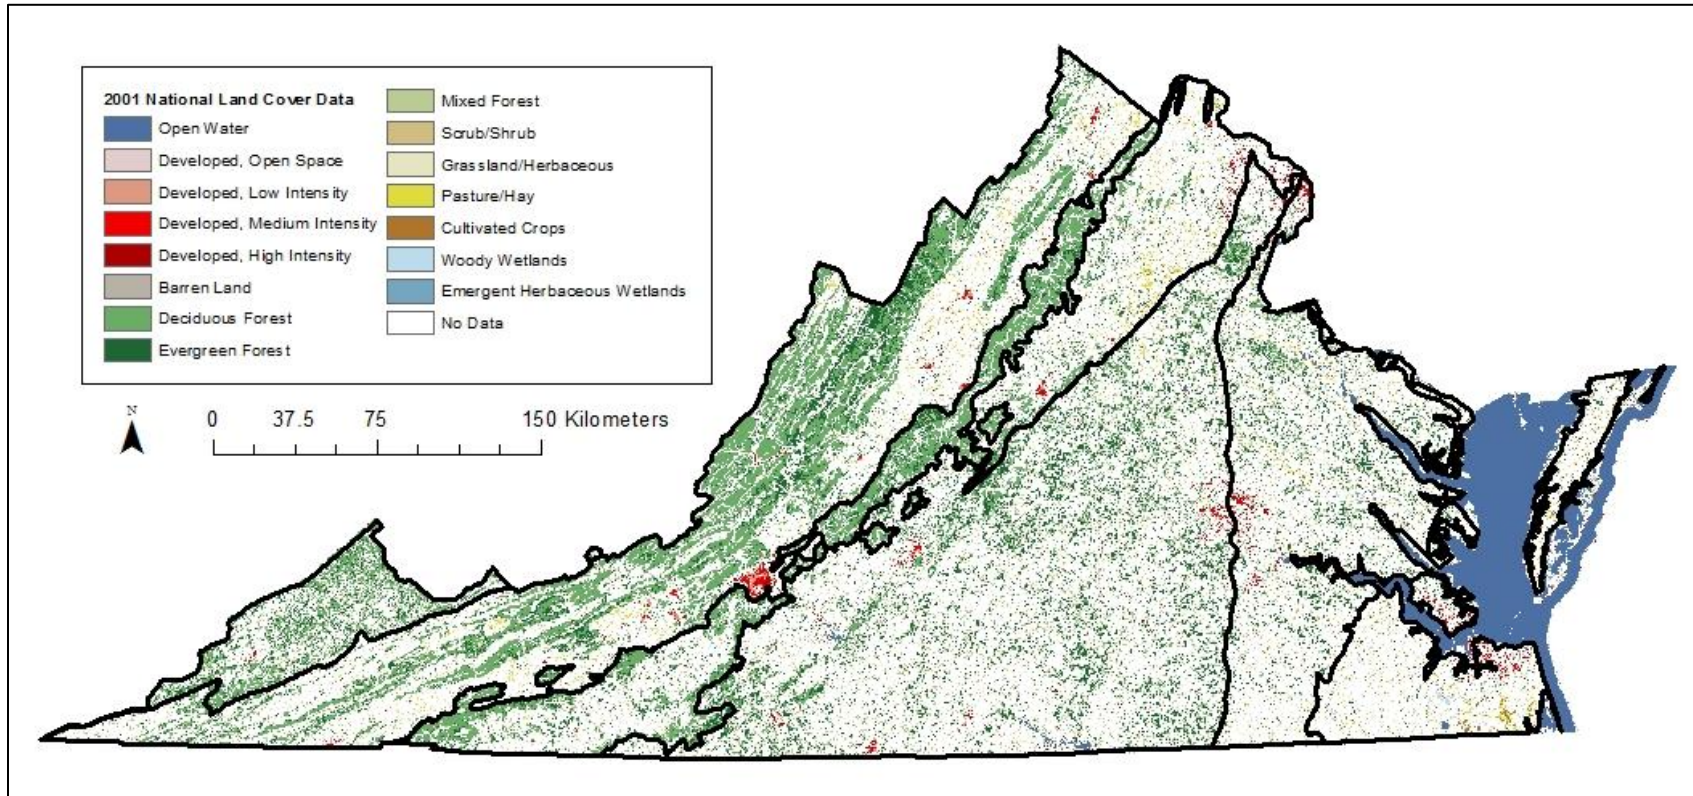 2001 National Land Cover Data
Open Water
Developed, Open Space
Developed, Low Intensity
Developed, Medium Intensity
Developed, High Intensity
Barren Land
Deciduous Forest
Evergreen Forest
Mixed Forest
Scrub/Shrub
Grassland/Herbaceous
Pasture/Hay
Cultivated Crops
Woody Wetlands
Emergent Herbaceous Wetlands
No Data
N
0 37.5 75 150 Kilometers